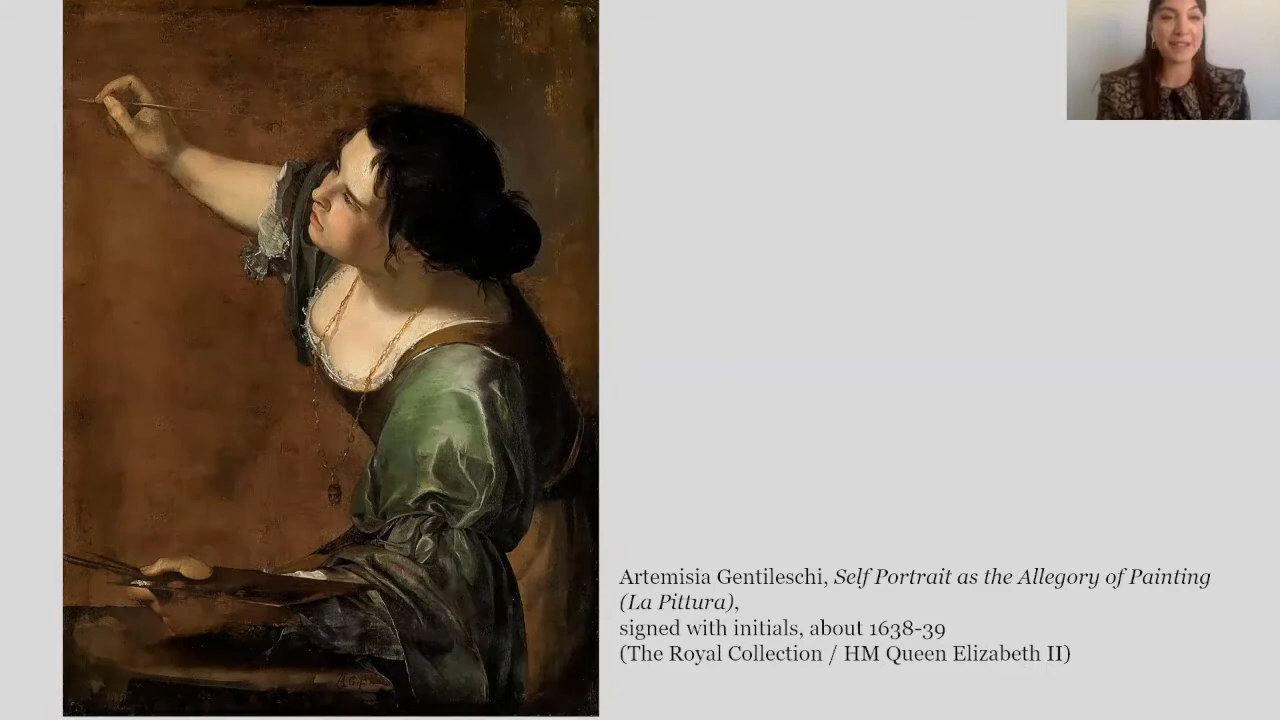 Artemisia Gentileschi, Self Portrait as the Allegory of Painting
(La Pittura),
signed with initials, about 1638-39
(The Royal Collection / HM Queen Elizabeth II)